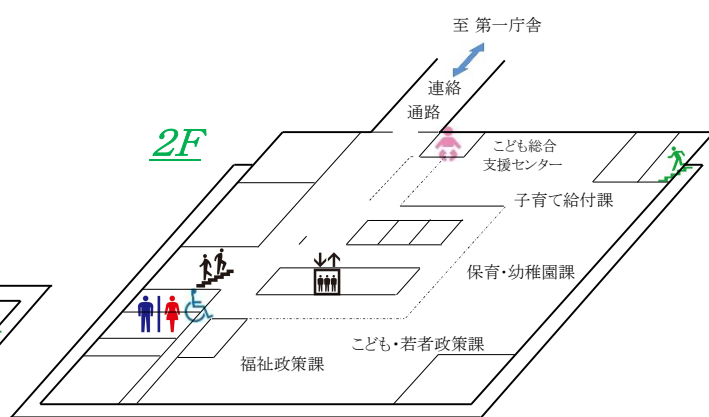 至 第一庁舎
連絡
通路
2F
こども総合
支援センター
子育て給付課
保育・幼稚園課
こども・若者政策課
福祉政策課